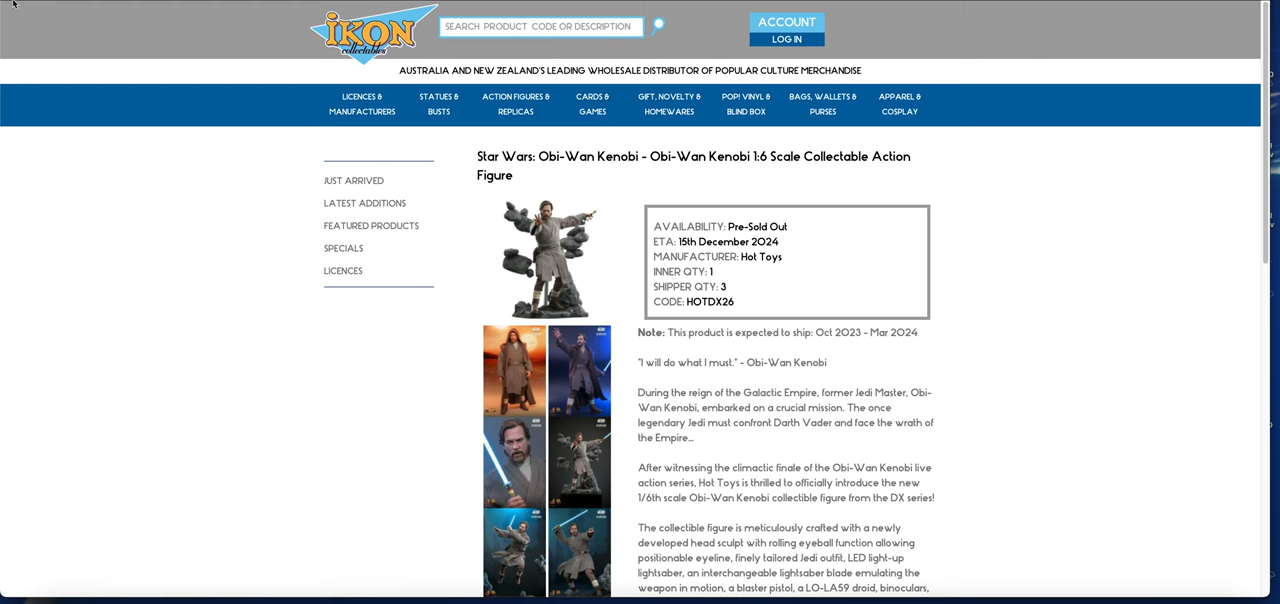 iKON
collectables
SEARCH PRODUCT CODE OR DESCRIPTION
ACCOUNT
LOG IN
AUSTRALIA AND NEW ZEALAND'S LEADING WHOLESALE DISTRIBUTOR OF POPULAR CULTURE MERCHANDISE
LICENCES &
MANUFACTURERS
STATUES &
BUSTS
ACTION FIGURES &
REPLICAS
CARDS &
GAMES
GIFT, NOVELTY &
HOMEWARES
POP! VINYL &
BLIND BOX
BAGS, WALLETS &
PURSES
APPAREL &
COSPLAY
JUST ARRIVED
LATEST ADDITIONS
FEATURED PRODUCTS
SPECIALS
LICENCES
Star Wars: Obi-Wan Kenobi - Obi-Wan Kenobi 1:6 Scale Collectable Action
Figure
AVAILABILITY: Pre-Sold Out
ETA: 15th December 2024
MANUFACTURER: Hot Toys
INNER QTY: 1
SHIPPER QTY: 3
CODE: HOTDX26
Note: This product is expected to ship: Oct 2023 - Mar 2024
"I will do what I must." - Obi-Wan Kenobi
During the reign of the Galactic Empire, former Jedi Master, Obi-
Wan Kenobi, embarked on a crucial mission. The once
legendary Jedi must confront Darth Vader and face the wrath of
the Empire...
After witnessing the climactic finale of the Obi-Wan Kenobi live
action series, Hot Toys is thrilled to officially introduce the new
1/6th scale Obi-Wan Kenobi collectible figure from the DX series!
The collectible figure is meticulously crafted with a newly
developed head sculpt with rolling eyeball function allowing
positionable eyeline, finely tailored Jedi outfit, LED light-up
lightsaber, an interchangeable lightsaber blade emulating the
weapon in motion, a blaster pistol, a LO-LA59 droid, binoculars,